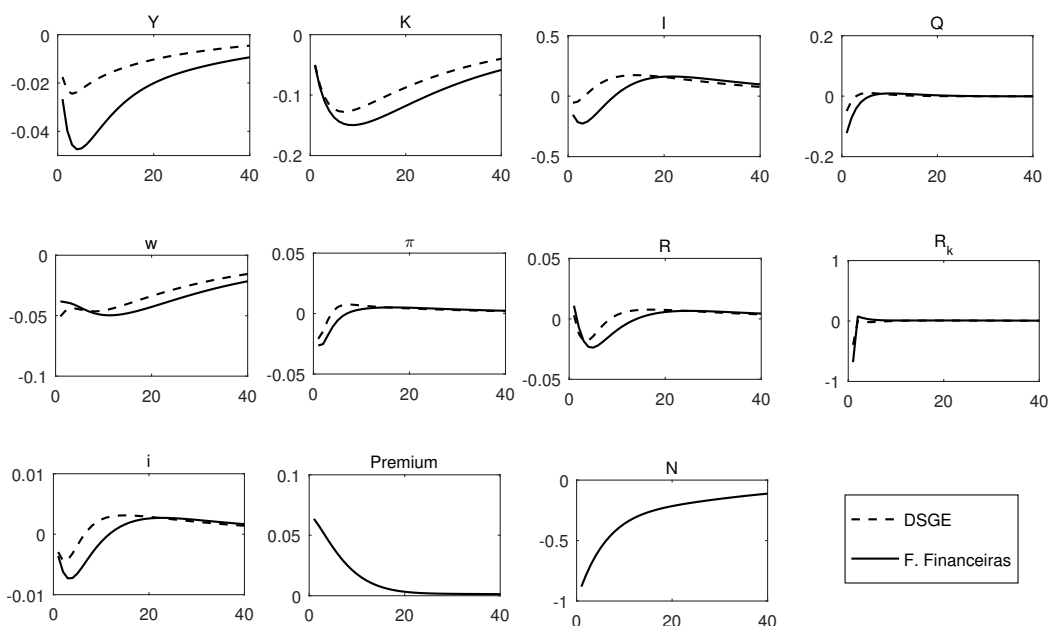 Y K I Q
0 0 0.5 0.2
-0.02 -0.1 0 0
-0.04 -0.2 -0.5 -0.2
0 20 40 0 20 40 0 20 40 0 20 40
w π R R_k
0 0.05 0.05 1
-0.05 0 0 0
-0.1 -0.05 -0.05 -1
0 20 40 0 20 40 0 20 40 0 20 40
i Premium N
0.01 0.1 0
0 0.05 -0.5
-0.01 0 -1
0 20 40 0 20 40 0 20 40
DSGE
F. Financeiras